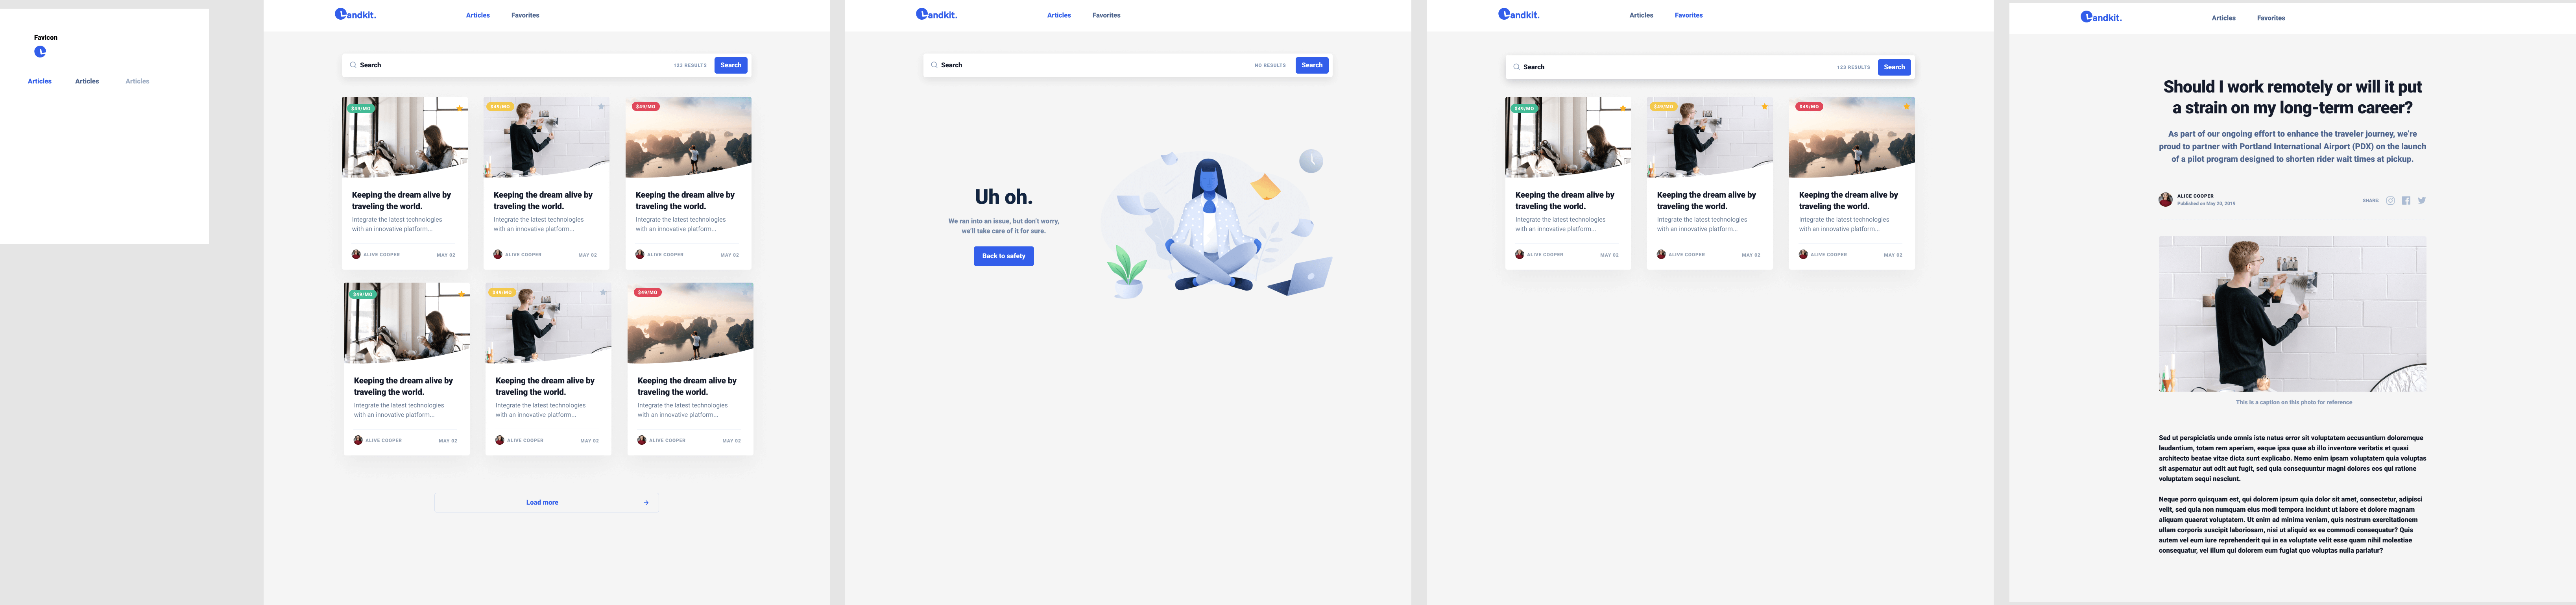 Favicon
Articles
Articles
Articles
Landkit.
Articles
Favorites
Search
123 RESULTS
Search
$49/MO
$49/MO
$49/MO
Keeping the dream alive by
traveling the world.
Integrate the latest technologies
with an innovative platform...
ALIVE COOPER
MAY 02
Keeping the dream alive by
traveling the world.
Integrate the latest technologies
with an innovative platform...
ALIVE COOPER
MAY 02
Keeping the dream alive by
traveling the world.
Integrate the latest technologies
with an innovative platform...
ALIVE COOPER
MAY 02
$49/MO
$49/MO
$49/MO
Keeping the dream alive by
traveling the world.
Integrate the latest technologies
with an innovative platform...
ALIVE COOPER
MAY 02
Keeping the dream alive by
traveling the world.
Integrate the latest technologies
with an innovative platform...
ALIVE COOPER
MAY 02
Keeping the dream alive by
traveling the world.
Integrate the latest technologies
with an innovative platform...
ALIVE COOPER
MAY 02
Load more
Landkit.
Articles
Favorites
Search
NO RESULTS
Search
Uh oh.
We ran into an issue, but don't worry,
we'll take care of it for sure.
Back to safety
Landkit.
Articles
Favorites
Search
123 RESULTS
Search
$49/MO
$49/MO
$49/MO
Keeping the dream alive by
traveling the world.
Integrate the latest technologies
with an innovative platform...
ALIVE COOPER
MAY 02
Keeping the dream alive by
traveling the world.
Integrate the latest technologies
with an innovative platform...
ALIVE COOPER
MAY 02
Keeping the dream alive by
traveling the world.
Integrate the latest technologies
with an innovative platform...
ALIVE COOPER
MAY 02
Landkit.
Articles
Favorites
Should I work remotely or will it put
a strain on my long-term career?
As part of our ongoing effort to enhance the traveler journey, we're
proud to partner with Portland International Airport (PDX) on the launch
of a pilot program designed to shorten rider wait times at pickup.
ALICE COOPER
Published on May 20, 2019
SHARE:
This is a caption on this photo for reference
Sed ut perspiciatis unde omnis iste natus error sit voluptatem accusantium doloremque
laudantium, totam rem aperiam, eaque ipsa quae ab illo inventore veritatis et quasi
architecto beatae vitae dicta sunt explicabo. Nemo enim ipsam voluptatem quia voluptas
sit aspernatur aut odit aut fugit, sed quia consequuntur magni dolores eos qui ratione
voluptatem sequi nesciunt.
Neque porro quisquam est, qui dolorem ipsum quia dolor sit amet, consectetur, adipisci
velit, sed quia non numquam eius modi tempora incidunt ut labore et dolore magnam
aliquam quaerat voluptatem. Ut enim ad minima veniam, quis nostrum exercitationem
ullam corporis suscipit laboriosam, nisi ut aliquid ex ea commodi consequatur? Quis
autem vel eum iure reprehenderit qui in ea voluptate velit esse quam nihil molestiae
consequatur, vel illum qui dolorem eum fugiat quo voluptas nulla pariatur?